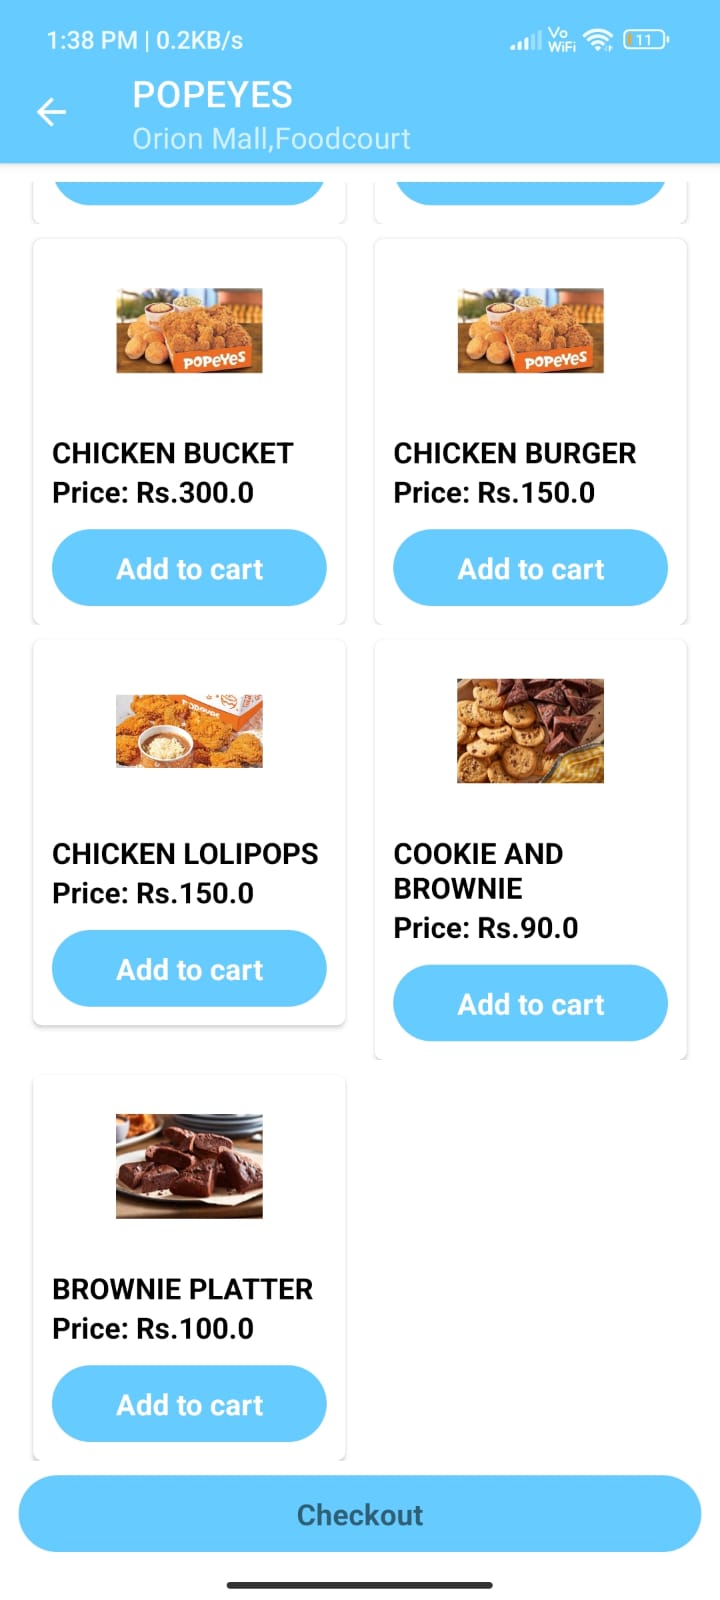 1:38 PM | 0.2KB/s
Vo
WiFi
11
POPEYES
Orion Mall,Foodcourt
POPEYES
POPEYES
CHICKEN BUCKET
Price: Rs.300.0
Add to cart
CHICKEN BURGER
Price: Rs.150.0
Add to cart
CHICKEN LOLIPOPS
Price: Rs.150.0
Add to cart
COOKIE AND
BROWNIE
Price: Rs.90.0
Add to cart
BROWNIE PLATTER
Price: Rs.100.0
Add to cart
Checkout